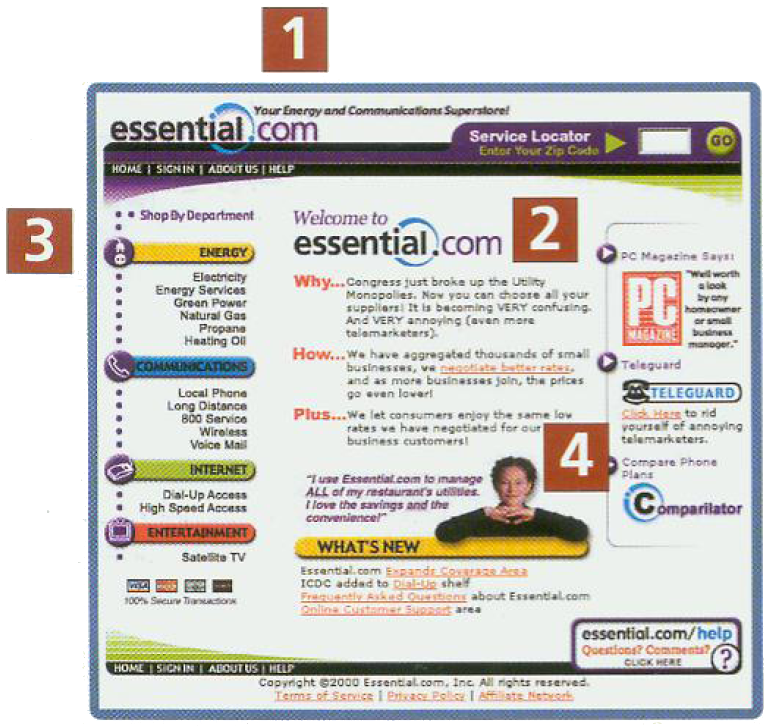 1
Your Energy and Communications Superstore!
essential.com
Service Locator
Enter Your Zip Code
GO
HOME | SIGN IN | ABOUT US | HELP
3
Shop By Department
ENERGY
Electricity
Energy Services
Green Power
Natural Gas
Propane
Heating Oil
COMMUNICATIONS
Local Phone
Long Distance
800 Service
Wireless
Voice Mail
INTERNET
Dial-Up Access
High Speed Access
ENTERTAINMENT
Satellite TV
VISA
100% Secure Transactions
Welcome to
essential.com
2
Why...Congress just broke up the Utility
Monopolies. Now you can choose all your
suppliers! It is becoming VERY confusing.
And VERY annoying (even more
telemarketers).
How...We have aggregated thousands of small
businesses, we negotiate better rates,
and as more businesses join, the prices
go even lower!
Plus...We let consumers enjoy the same low
rates we have negotiated for our
business customers!
4
"I use Essential.com to manage
ALL of my restaurant's utilities.
I love the savings and the
convenience!"
WHAT'S NEW
Essential.com Expands Coverage Area
ICDC added to Dial-Up shelf
Frequently Asked Questions about Essential.com
Online Customer Support area
PC Magazine Says:
PC
MAGAZINE
"Well worth
a look
by any
homeowner
or small
business
manager."
Teleguard
TELEGUARD
Click Here to rid
yourself of annoying
telemarketers.
Compare Phone
Plans
Comparilator
essential.com/help
Questions? Comments?
CLICK HERE
?
HOME | SIGN IN | ABOUT US | HELP
Copyright ©2000 Essential.com, Inc. All rights reserved.
Terms of Service | Privacy Policy | Affiliate Network